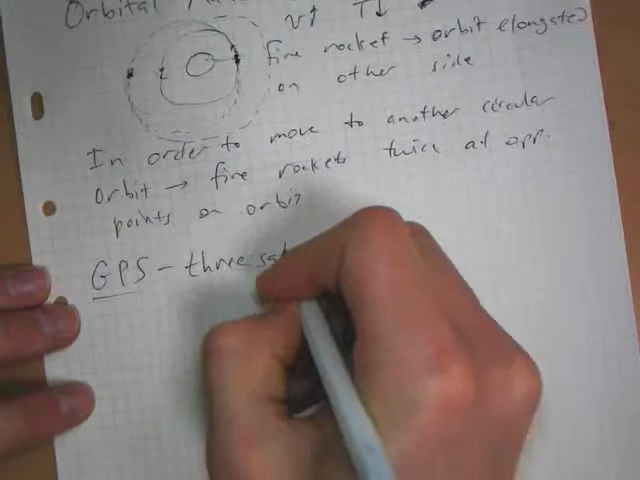 Orbital
v↑ T↓
fire rocket → orbit elongates
on other side
In order to move to another circular
orbit → fire rockets twice at opp.
points on orbit
GPS - three sat